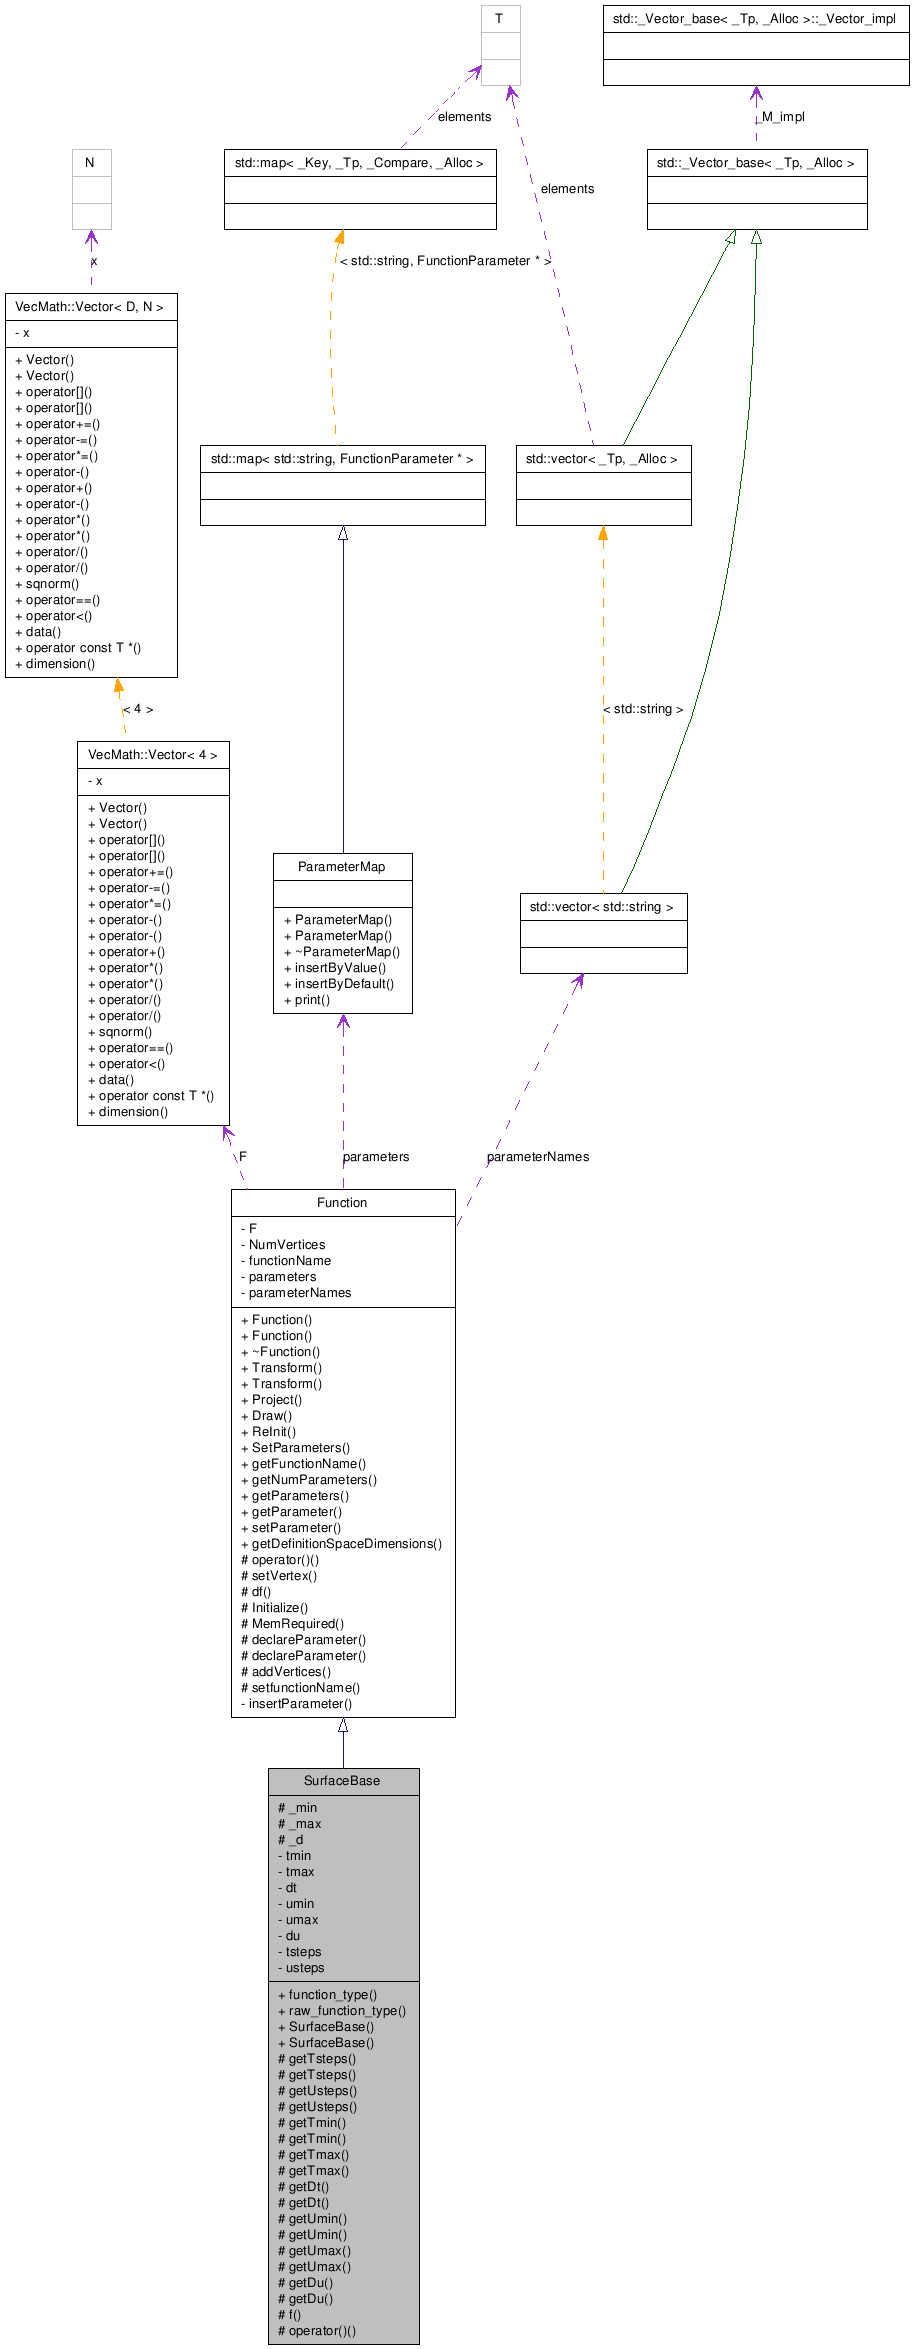 T
std::_Vector_base< _Tp, _Alloc >::_Vector_impl
elements
_M_impl
N
std::map< _Key, _Tp, _Compare, _Alloc >
std::_Vector_base< _Tp, _Alloc >
elements
x
< std::string, FunctionParameter * >
VecMath::Vector< D, N >
- x
+ Vector()
+ Vector()
+ operator[]()
+ operator[]()
+ operator+=()
+ operator-=()
+ operator*=()
+ operator-()
+ operator+()
+ operator-()
+ operator*()
+ operator*()
+ operator/()
+ operator/()
+ sqnorm()
+ operator==()
+ operator<()
+ data()
+ operator const T *()
+ dimension()
std::map< std::string, FunctionParameter * >
std::vector< _Tp, _Alloc >
< 4 >
< std::string >
VecMath::Vector< 4 >
- x
+ Vector()
+ Vector()
+ operator[]()
+ operator[]()
+ operator+=()
+ operator-=()
+ operator*=()
+ operator-()
+ operator-()
+ operator+()
+ operator*()
+ operator*()
+ operator/()
+ operator/()
+ sqnorm()
+ operator==()
+ operator<()
+ data()
+ operator const T *()
+ dimension()
ParameterMap
+ ParameterMap()
+ ParameterMap()
+ ~ParameterMap()
+ insertByValue()
+ insertByDefault()
+ print()
std::vector< std::string >
F
parameters
parameterNames
Function
- F
- NumVertices
- functionName
- parameters
- parameterNames
+ Function()
+ Function()
+ ~Function()
+ Transform()
+ Transform()
+ Project()
+ Draw()
+ ReInit()
+ SetParameters()
+ getFunctionName()
+ getNumParameters()
+ getParameters()
+ getParameter()
+ setParameter()
+ getDefinitionSpaceDimensions()
# operator()()
# setVertex()
# df()
# Initialize()
# MemRequired()
# declareParameter()
# declareParameter()
# addVertices()
# setfunctionName()
- insertParameter()
SurfaceBase
# _min
# _max
# _d
- tmin
- tmax
- dt
- umin
- umax
- du
- tsteps
- usteps
+ function_type()
+ raw_function_type()
+ SurfaceBase()
+ SurfaceBase()
# getTsteps()
# getTsteps()
# getUsteps()
# getUsteps()
# getTmin()
# getTmin()
# getTmax()
# getTmax()
# getDt()
# getDt()
# getUmin()
# getUmin()
# getUmax()
# getUmax()
# getDu()
# getDu()
# f()
# operator()()